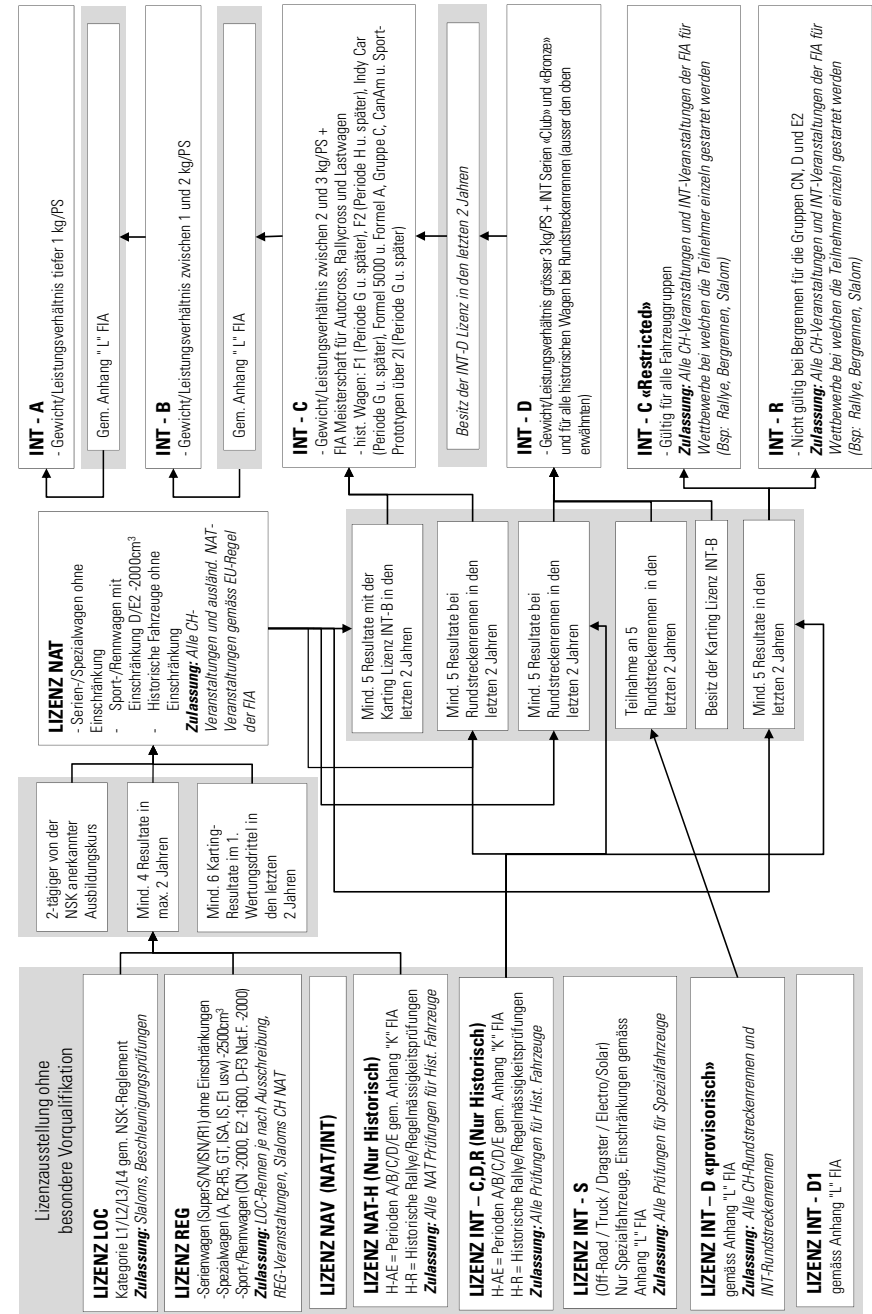 Lizenzausstellung ohne
besondere Vorqualifikation
LIZENZ LOC
Kategorie L1/L2/L3/L4 gem. NSK-Reglement
Zulassung: Slaloms, Beschleunigungsprüfungen
LIZENZ REG
-Serienwagen (SuperS/N/ISN/R1) ohne Einschränkungen
-Spezialwagen (A, R2-R5, GT, ISA, IS, E1 usw) -2500cm³
-Sport-/Rennwagen (CN -2000, E2 -1600, D-F3 Nat.F. -2000)
Zulassung: LOC-Rennen je nach Ausschreibung,
REG-Veranstaltungen, Slaloms CH NAT
LIZENZ NAV (NAT/INT)
LIZENZ NAT-H (Nur Historisch)
H-AE = Perioden A/B/C/D/E gem. Anhang "K" FIA
H-R = Historische Rallye/Regelmässigkeitsprüfungen
Zulassung: Alle NAT Prüfungen für Hist. Fahrzeuge
LIZENZ INT – C,D,R (Nur Historisch)
H-AE = Perioden A/B/C/D/E gem. Anhang "K" FIA
H-R = Historische Rallye/Regelmässigkeitsprüfungen
Zulassung: Alle Prüfungen für Hist. Fahrzeuge
LIZENZ INT - S
(Off-Road / Truck / Dragster / Electro/Solar)
Nur Spezialfahrzeuge, Einschränkungen gemäss
Anhang "L" FIA
Zulassung: Alle Prüfungen für Spezialfahrzeuge
LIZENZ INT – D «provisorisch»
gemäss Anhang "L" FIA
Zulassung: Alle CH-Rundstreckenrennen und
INT-Rundstreckenrennen
LIZENZ INT - D1
gemäss Anhang "L" FIA
2-tägiger von der
NSK anerkannter
Ausbildungskurs
Mind. 4 Resultate in
max. 2 Jahren
Mind. 6 Karting-
Resultate im 1.
Wertungsdrittel in
den letzten
2 Jahren
LIZENZ NAT
- Serien-/Spezialwagen ohne
Einschränkung
- Sport-/Rennwagen mit
Einschränkung D/E2 -2000cm³
- Historische Fahrzeuge ohne
Einschränkung
Zulassung: Alle CH-
Veranstaltungen und ausländ. NAT-
Veranstaltungen gemäss EU-Regel
der FIA
Mind. 5 Resultate mit der
Karting Lizenz INT-B in den
letzten 2 Jahren
Mind. 5 Resultate bei
Rundstreckenrennen in den
letzten 2 Jahren
Mind. 5 Resultate bei
Rundstreckenrennen in den
letzten 2 Jahren
Teilnahme an 5
Rundstreckenrennen in den
letzten 2 Jahren
Besitz der Karting Lizenz INT-B
Mind. 5 Resultate in den
letzten 2 Jahren
INT - A
- Gewicht/Leistungsverhältnis tiefer 1 kg/PS
Gem. Anhang " L" FIA
INT - B
- Gewicht/Leistungsverhältnis zwischen 1 und 2 kg/PS
Gem. Anhang " L" FIA
INT - C
- Gewicht/Leistungsverhältnis zwischen 2 und 3 kg/PS +
FIA Meisterschaft für Autocross, Rallycross und Lastwagen
- hist. Wagen: F1 (Periode G u. später), F2 (Periode H u. später), Indy Car
(Periode G u. später), Formel 5000 u. Formel A, Gruppe C, CanAm u. Sport-
Prototypen über 2l (Periode G u. später)
Besitz der INT-D Lizenz in den letzten 2 Jahren
INT - D
- Gewicht/Leistungsverhältnis grösser 3 kg/PS + INT Serien «Club» und «Bronze»
und für alle historischen Wagen bei Rundstreckenrennen (ausser den oben
erwähnten)
INT - C «Restricted»
- Gültig für alle Fahrzeuggruppen
Zulassung: Alle CH-Veranstaltungen und INT-Veranstaltungen der FIA für
Wettbewerbe bei welchen die Teilnehmer einzeln gestartet werden
(Bsp: Rallye, Bergrennen, Slalom)
INT - R
- Nicht gültig bei Bergrennen für die Gruppen CN, D und E2
Zulassung: Alle CH-Veranstaltungen und INT-Veranstaltungen der FIA für
Wettbewerbe bei welchen die Teilnehmer einzeln gestartet werden
(Bsp: Rallye, Bergrennen, Slalom)